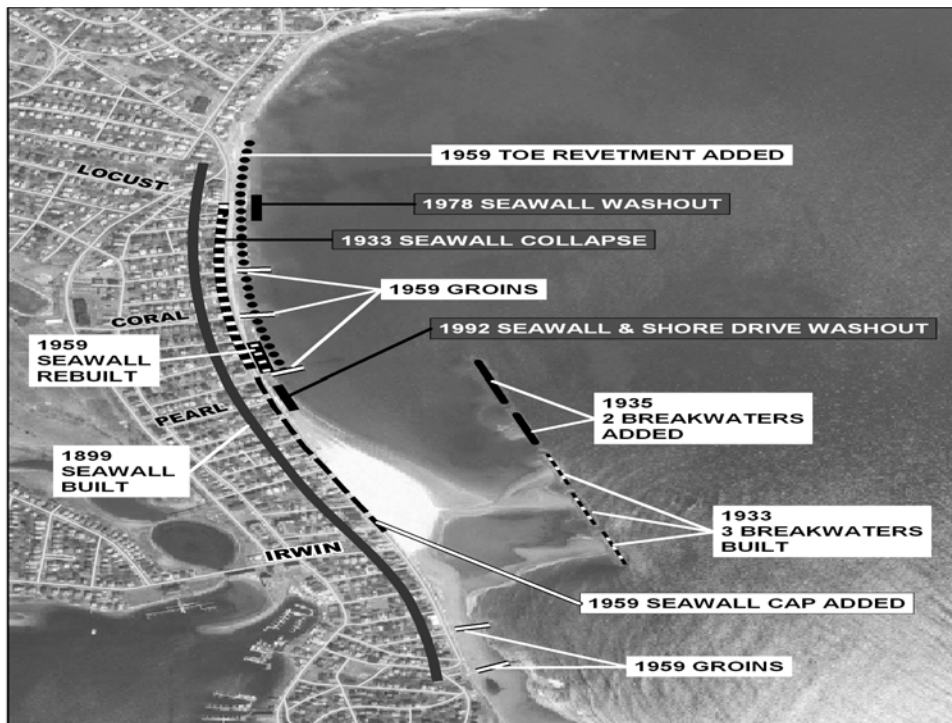 1959 TOE REVETMENT ADDED
LOCUST
1978 SEAWALL WASHOUT
1933 SEAWALL COLLAPSE
1959 GROINS
CORAL
1992 SEAWALL & SHORE DRIVE WASHOUT
1959
SEAWALL
REBUILT
1935
2 BREAKWATERS
ADDED
PEARL
1899
SEAWALL
BUILT
1933
3 BREAKWATERS
BUILT
IRWIN
1959 SEAWALL CAP ADDED
1959 GROINS